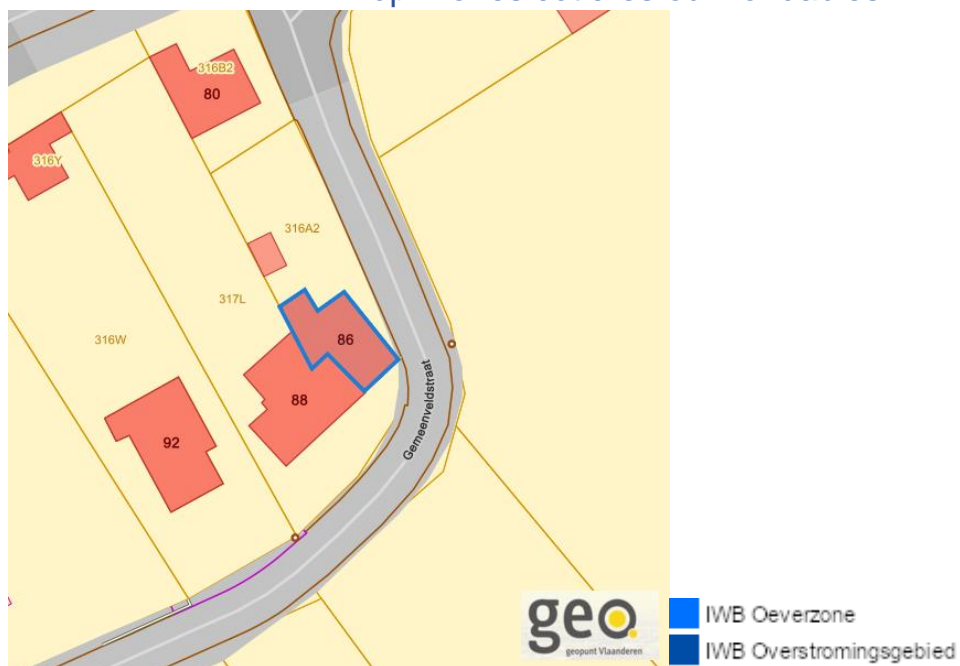 316B2
80
316Y
316A2
317L
316W
86
88
92
Gemeenveldstraat
geo
geopunt Vlaanderen
IWB Oeverzone
IWB Overstromingsgebied